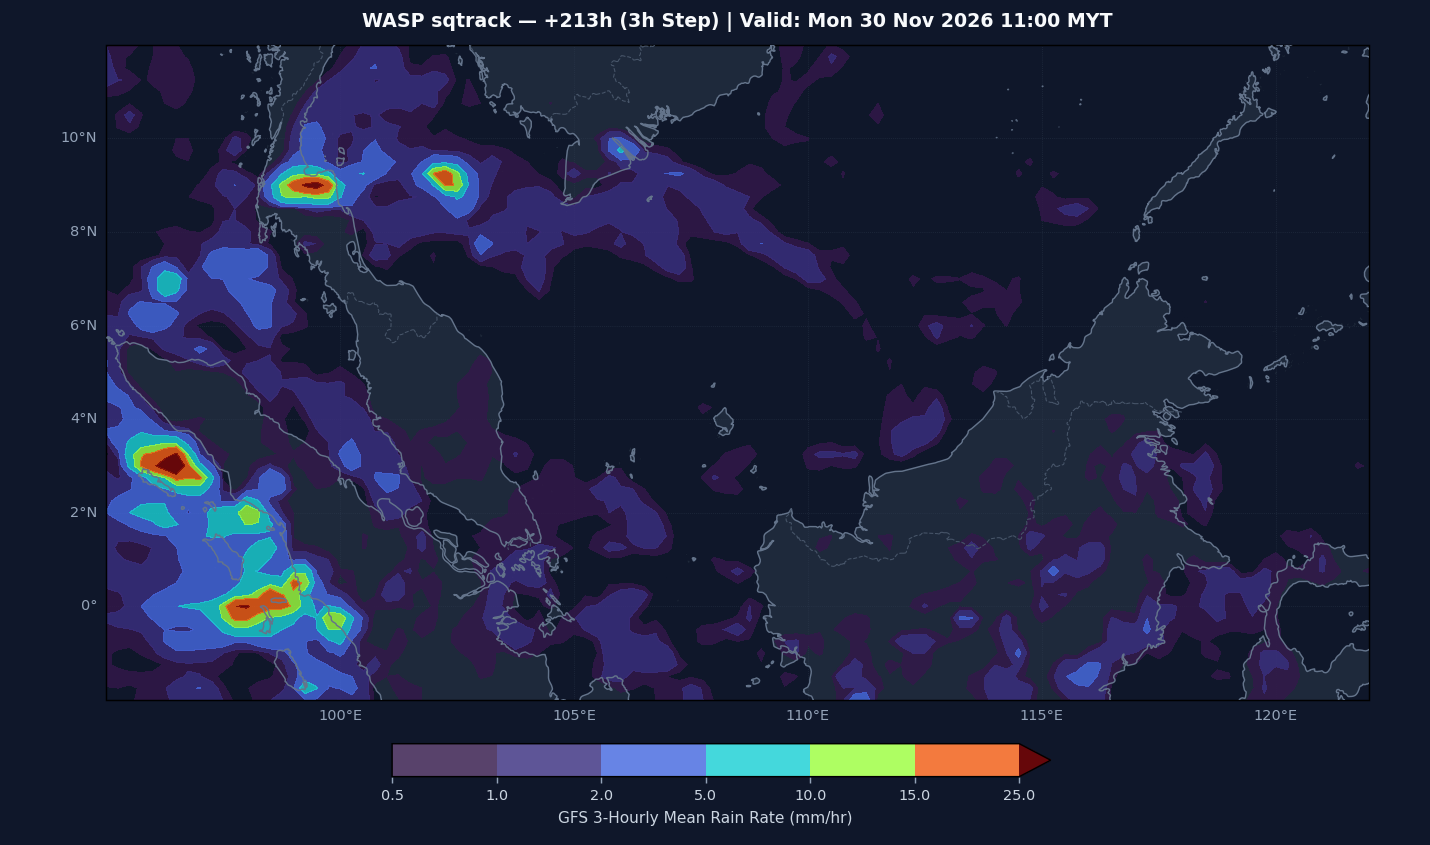 WASP sqtrack — +213h (3h Step) | Valid: Mon 30 Nov 2026 11:00 MYT
10°N
8°N
6°N
4°N
2°N
0°
100°E 105°E 110°E 115°E 120°E
0.5 1.0 2.0 5.0 10.0 15.0 25.0
GFS 3-Hourly Mean Rain Rate (mm/hr)